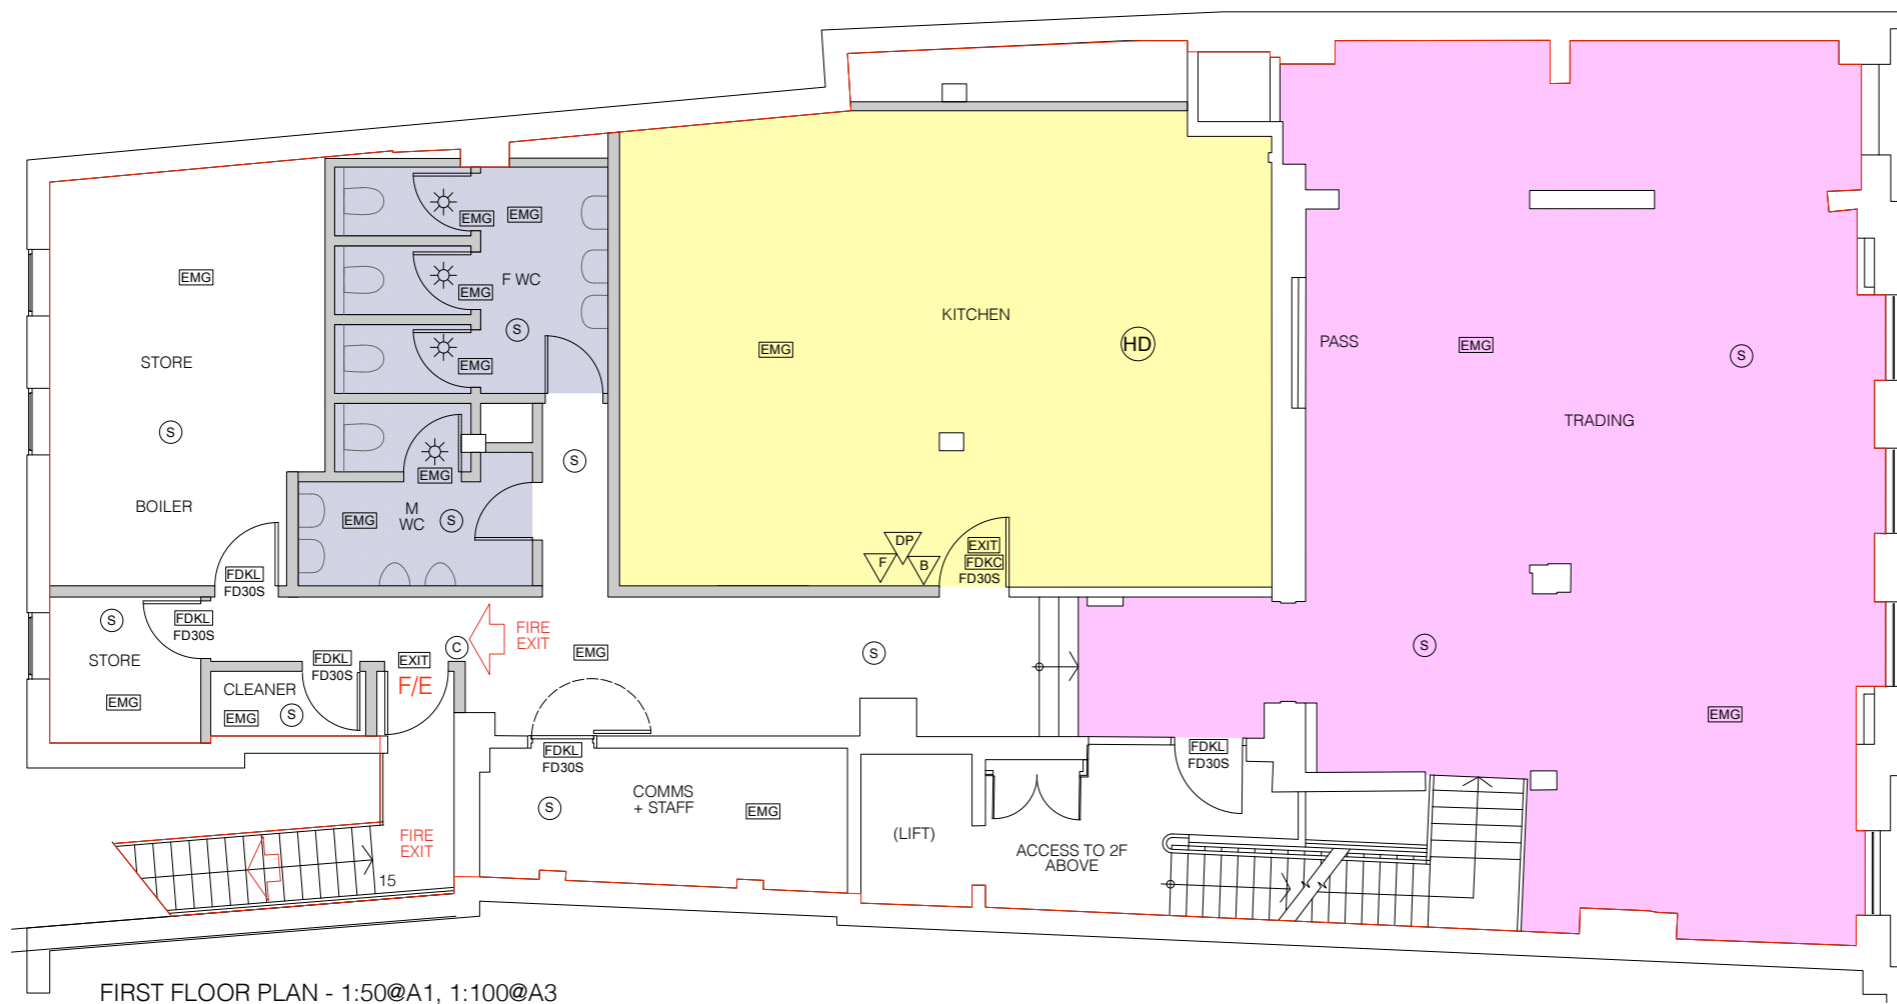 EMG
EMG
EMG
F WC
EMG
S
EMG
EMG
STORE
S
BOILER
EMG
M
WC
EMG
S
S
KITCHEN
EMG
HD
PASS
EMG
S
TRADING
DP
F
B
EXIT
FDKC
FD30S
FDKL
FD30S
S
FDKL
FD30S
STORE
EMG
FDKL
FD30S
CLEANER
EMG
S
EXIT
F/E
C
FIRE
EXIT
EMG
S
S
EMG
FDKL
FD30S
S
COMMS
+ STAFF
EMG
(LIFT)
FDKL
FD30S
ACCESS TO 2F
ABOVE
FIRE
EXIT
15
FIRST FLOOR PLAN - 1:50@A1, 1:100@A3